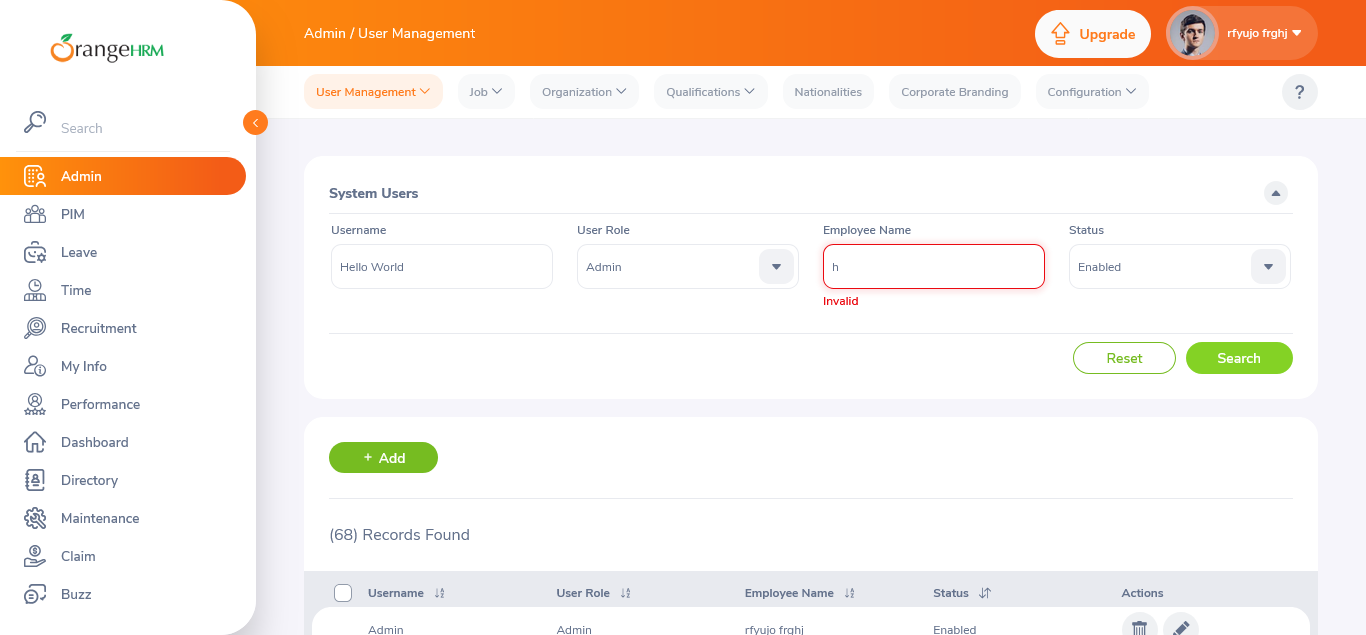 OrangeHRM
Admin / User Management
Upgrade
rfyujo frghj
User Management
Job
Organization
Qualifications
Nationalities
Corporate Branding
Configuration
?
Search
Admin
PIM
Leave
Time
Recruitment
My Info
Performance
Dashboard
Directory
Maintenance
Claim
Buzz
System Users
Username
User Role
Employee Name
Status
Hello World
Admin
h
Enabled
Invalid
Reset
Search
+ Add
(68) Records Found
Username
User Role
Employee Name
Status
Actions
Admin
Admin
rfyujo frghj
Enabled